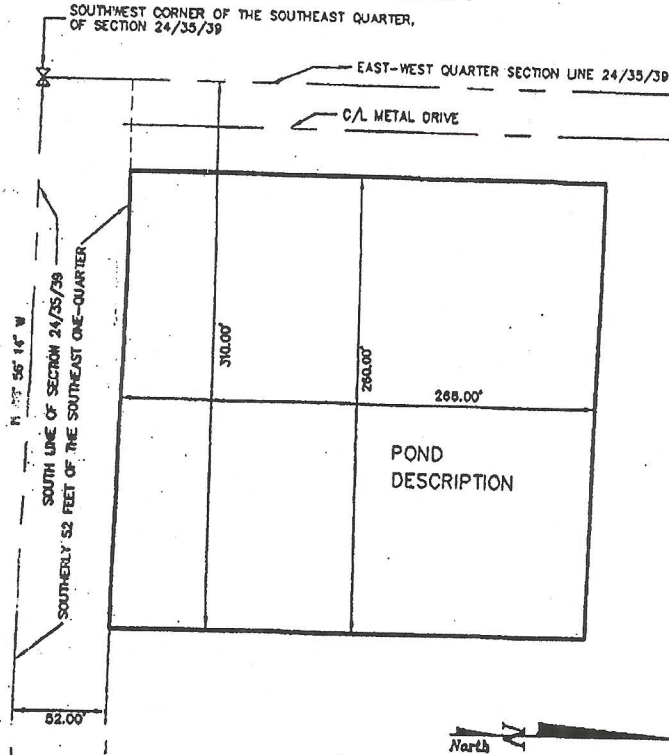 SOUTHWEST CORNER OF THE SOUTHEAST QUARTER,
OF SECTION 24/35/39
EAST-WEST QUARTER SECTION LINE 24/35/39
C/L METAL DRIVE
56' 14" W
SOUTH LINE OF SECTION 24/35/39
SOUTHERLY 52 FEET OF THE SOUTHEAST ONE-QUARTER
310.00'
260.00'
POND
DESCRIPTION
52.00'
North